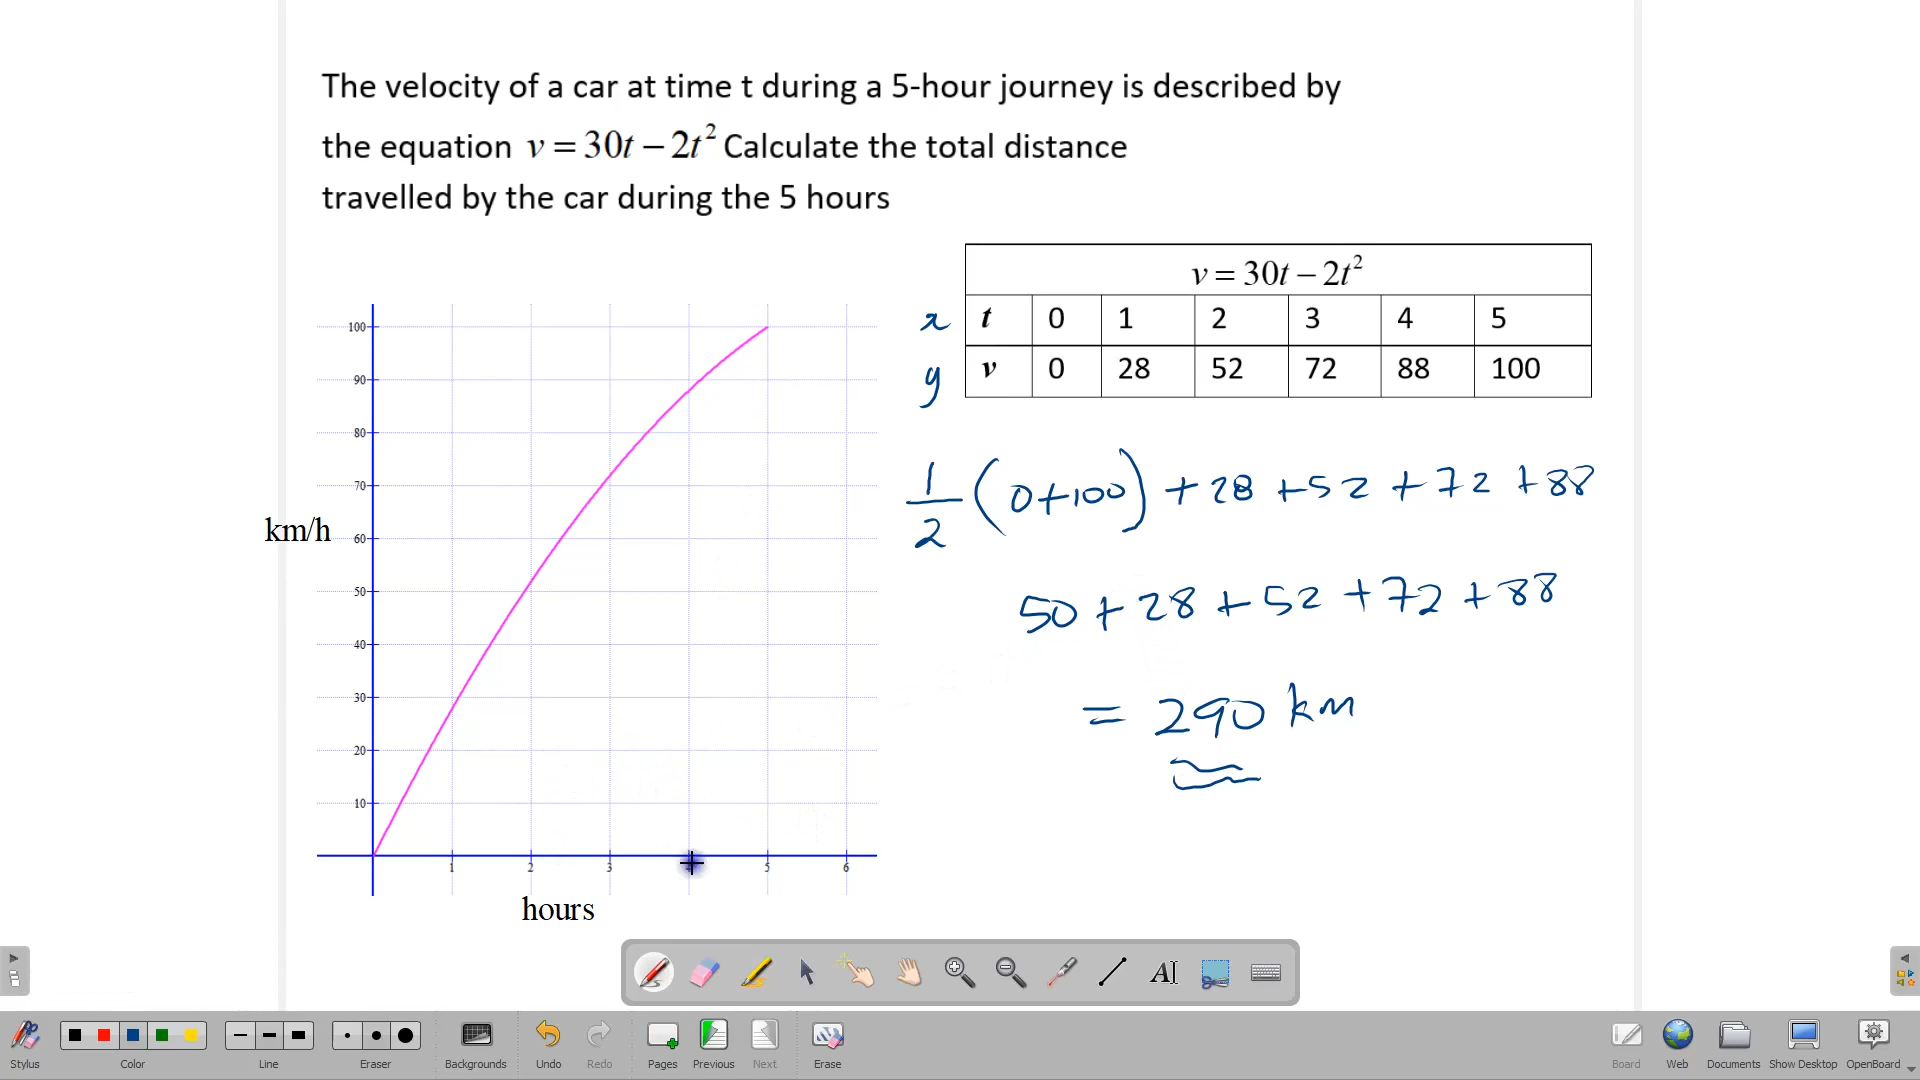 The velocity of a car at time t during a 5-hour journey is described by
the equation v = 30t − 2t² Calculate the total distance
travelled by the car during the 5 hours
v = 30t − 2t²
x t 0 1 2 3 4 5
y v 0 28 52 72 88 100
1/2 (0+100) + 28 + 52 + 72 + 88
50 + 28 + 52 + 72 + 88
= 290 km
100
90
80
70
km/h
60
50
40
30
20
10
1 2 3 5 6
hours
AI
Stylus Color Line Eraser Backgrounds Undo Redo Pages Previous Next Erase Board Web Documents Show Desktop OpenBoard